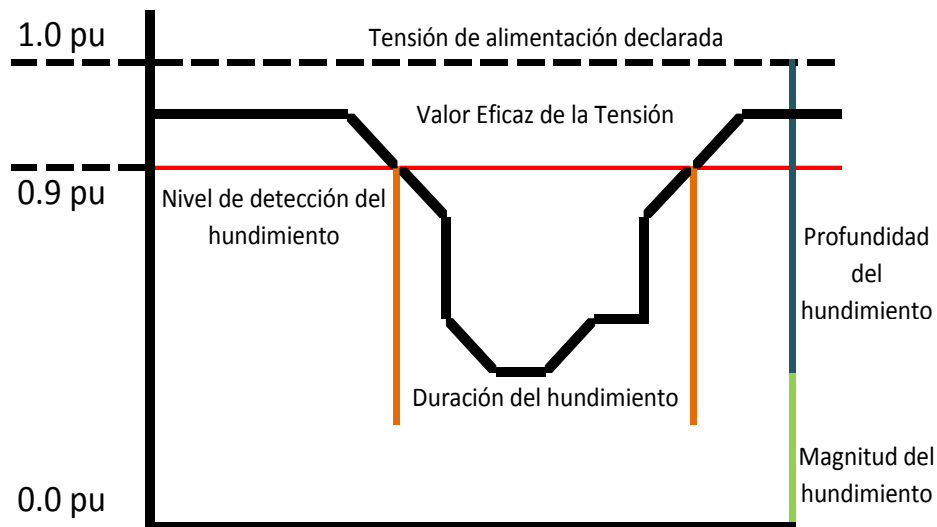 1.0 pu
Tensión de alimentación declarada
Valor Eficaz de la Tensión
0.9 pu
Nivel de detección del
hundimiento
Profundidad
del
hundimiento
Duración del hundimiento
Magnitud del
hundimiento
0.0 pu